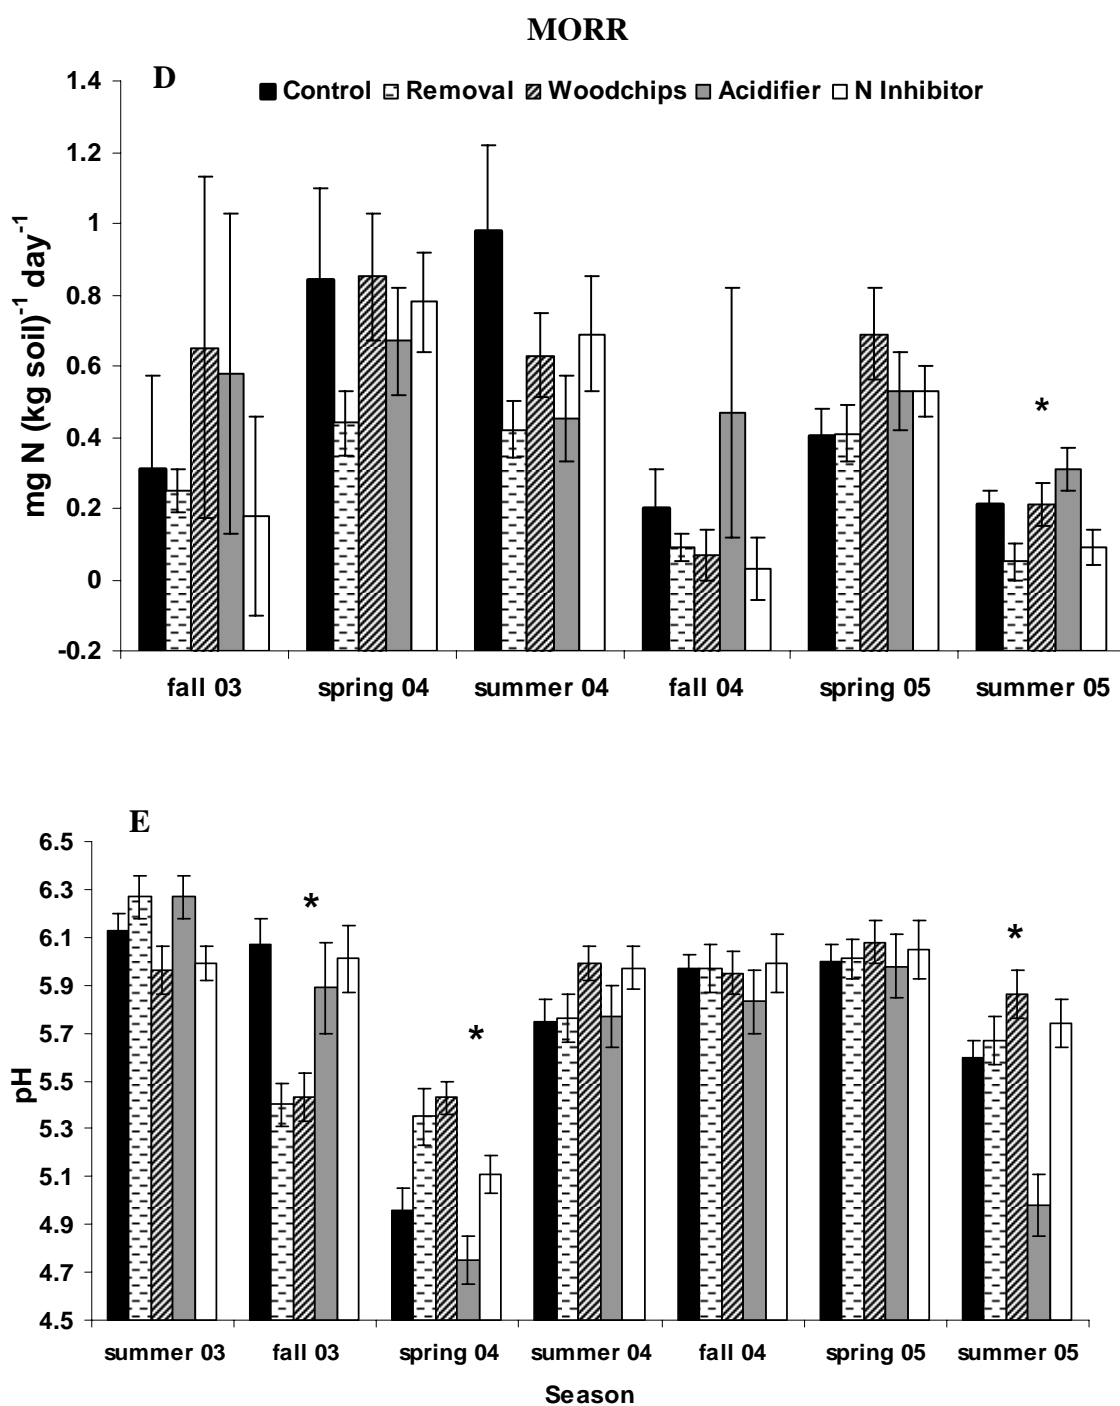 MORR
D
Control Removal Woodchips Acidifier N Inhibitor
mg N (kg soil)⁻¹ day⁻¹
1.4
1.2
1
0.8
0.6
0.4
0.2
0
-0.2
*
fall 03 spring 04 summer 04 fall 04 spring 05 summer 05
E
pH
6.5
6.3
6.1
5.9
5.7
5.5
5.3
5.1
4.9
4.7
4.5
*
*
*
summer 03 fall 03 spring 04 summer 04 fall 04 spring 05 summer 05
Season